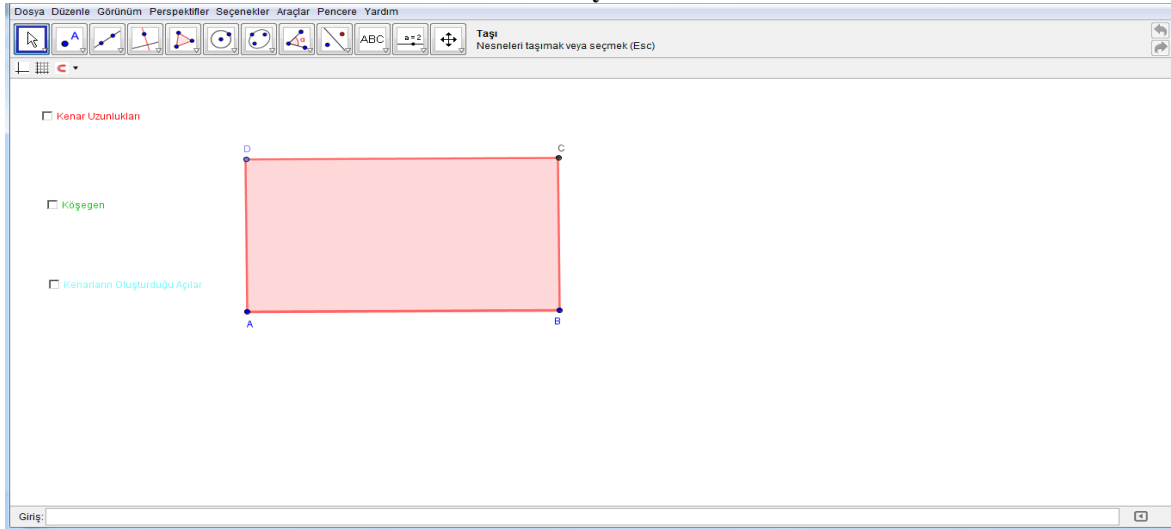 Dosya Düzenle Görünüm Perspektifler Seçenekler Araçlar Pencere Yardım
A ABC a=2
Taşı
Nesneleri taşımak veya seçmek (Esc)
Kenar Uzunlukları
D C
Köşegen
Kenarların Oluşturduğu Açılar
A B
Giriş: